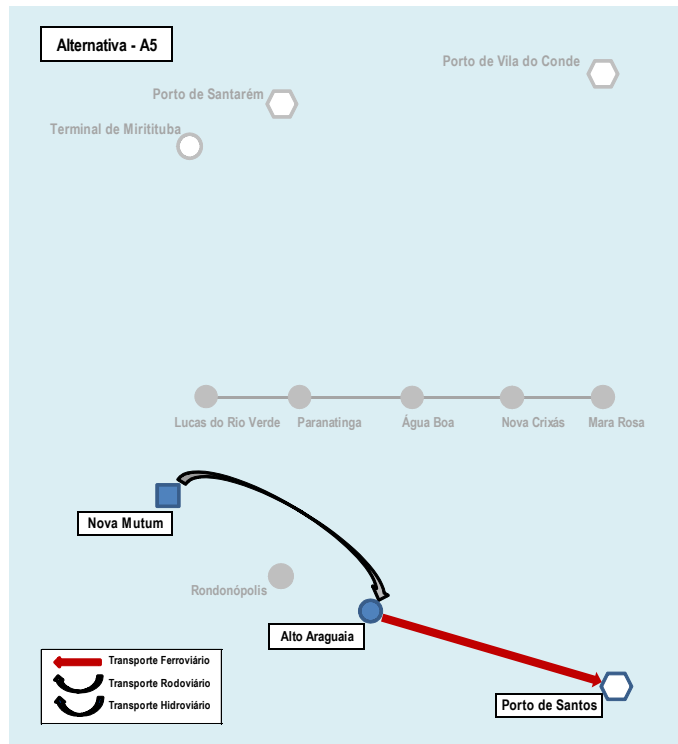 Alternativa - A5
Porto de Vila do Conde
Porto de Santarém
Terminal de Miritituba
Lucas do Rio Verde
Paranatinga
Água Boa
Nova Crixás
Mara Rosa
Nova Mutum
Rondonópolis
Alto Araguaia
Porto de Santos
Transporte Ferroviário
Transporte Rodoviário
Transporte Hidroviário